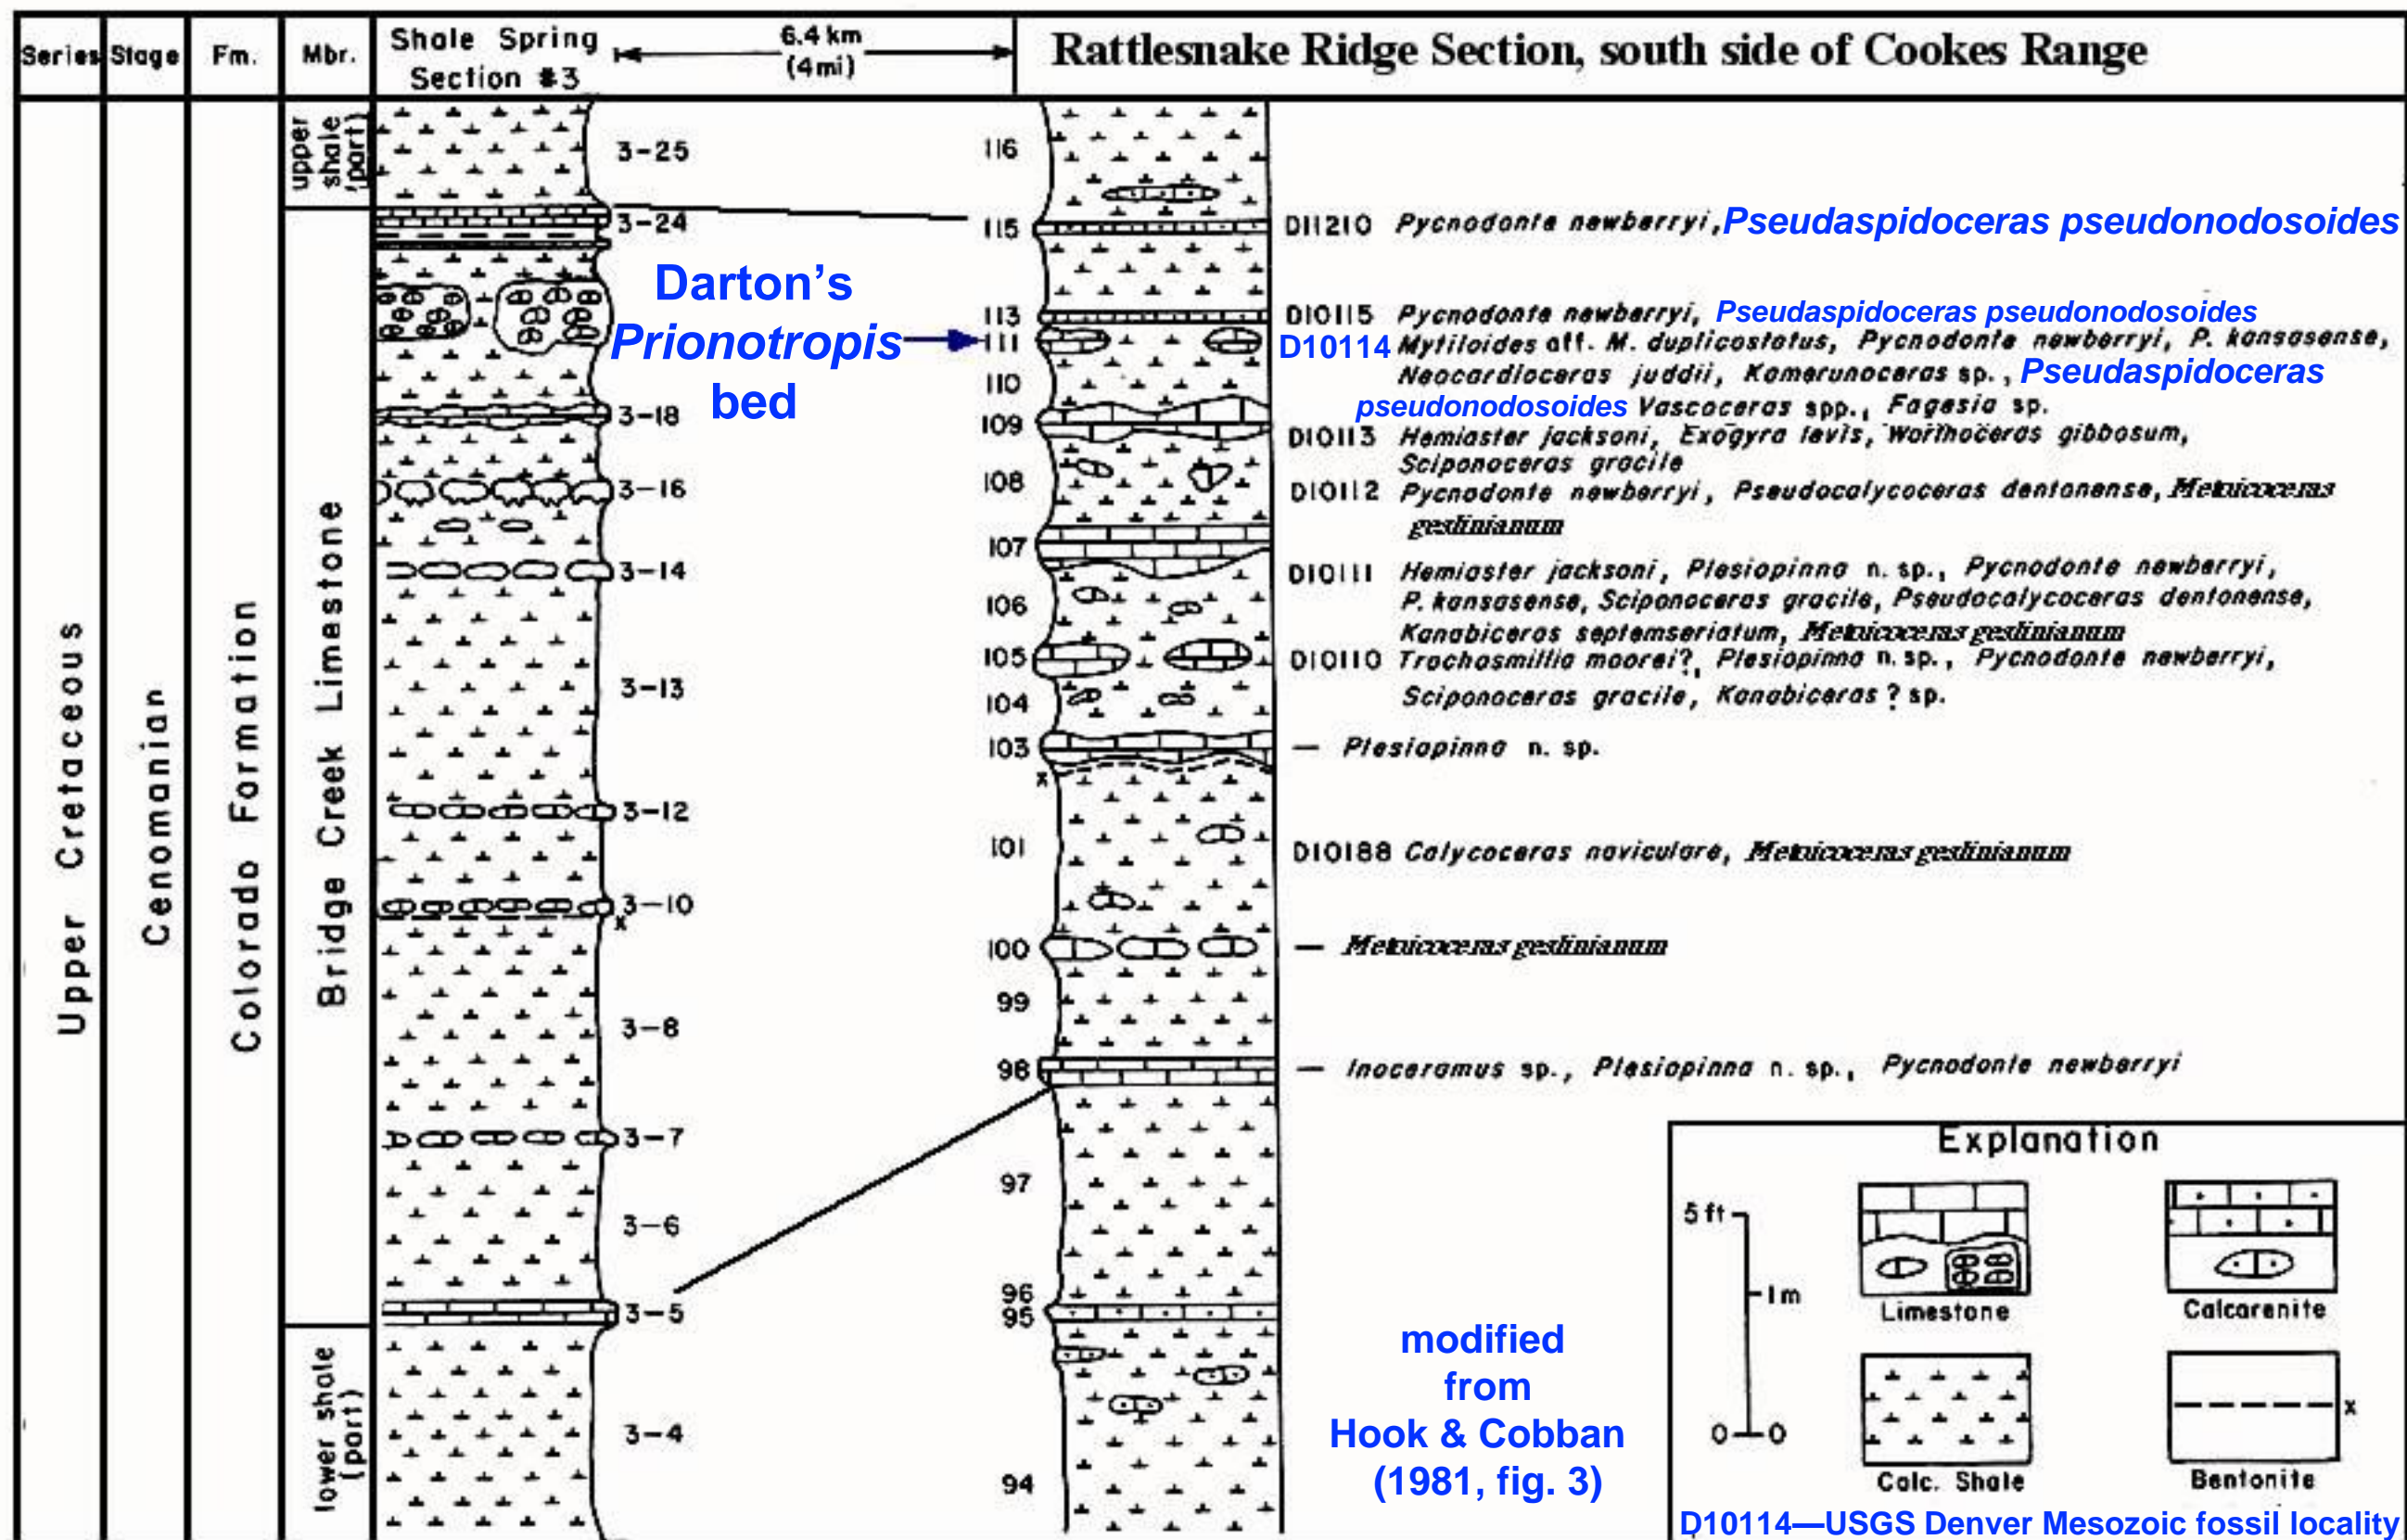 Series Stage Fm. Mbr. Shale Spring Section #3 6.4 km (4mi) Rattlesnake Ridge Section, south side of Cookes Range
Upper Cretaceous
Cenomanian
Colorado Formation
upper shale (part)
Bridge Creek Limestone
lower shale (part)
3-25
3-24
3-18
3-16
3-14
3-13
3-12
3-10
x
3-8
3-7
3-6
3-5
3-4
Darton's
Prionotropis
bed
116
115
113
111
110
109
108
107
106
105
104
103
x
101
100
99
98
97
96
95
94
D11210 Pycnodonte newberryi, Pseudaspidoceras pseudonodosoides
D10115 Pycnodonte newberryi, Pseudaspidoceras pseudonodosoides
D10114 Mytiloides aff. M. duplicostatus, Pycnodonte newberryi, P. kansasense,
Neocardioceras juddii, Kamerunoceras sp., Pseudaspidoceras
pseudonodosoides Vascoceras spp., Fagesia sp.
D10113 Hemiaster jacksoni, Exogyra levis, Worthoceras gibbosum,
Sciponoceras gracile
D10112 Pycnodonte newberryi, Pseudocalycoceras dentonense, Metoicoceras
geslinianum
D10111 Hemiaster jacksoni, Plesiopinna n. sp., Pycnodonte newberryi,
P. kansasense, Sciponoceras gracile, Pseudocalycoceras dentonense,
Kanabiceras septemseriatum, Metoicoceras geslinianum
D10110 Trochosmillia moorei?, Plesiopinna n. sp., Pycnodonte newberryi,
Sciponoceras gracile, Kanabiceras ? sp.
— Plesiopinna n. sp.
D10188 Calycoceras naviculare, Metoicoceras geslinianum
— Metoicoceras geslinianum
— Inoceramus sp., Plesiopinna n. sp., Pycnodonte newberryi
modified
from
Hook & Cobban
(1981, fig. 3)
Explanation
5 ft
1m
0 0
Limestone
Calcarenite
Calc. Shale
x
Bentonite
D10114—USGS Denver Mesozoic fossil locality